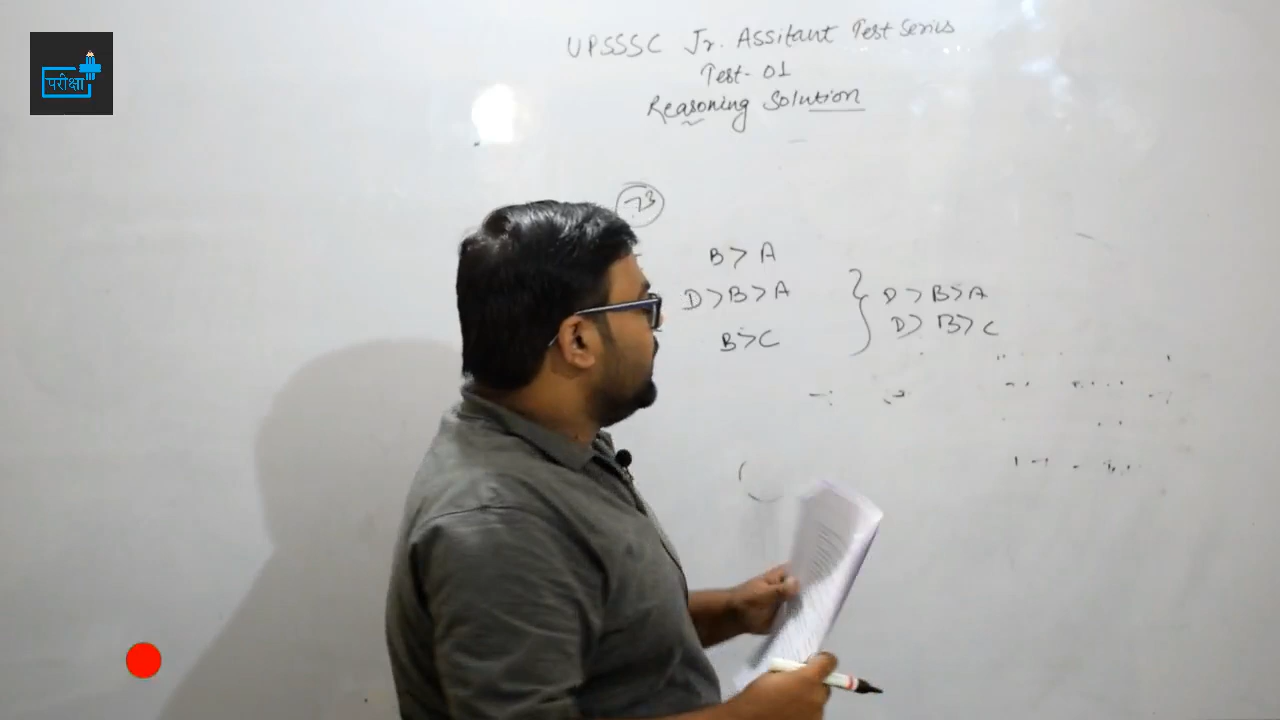 परीक्षा
UPSSSC Jr. Assitant Test Series
Test-01
Reasoning Solution
73
B > A
D > B > A
B > C
} D > B > A
D > B > C